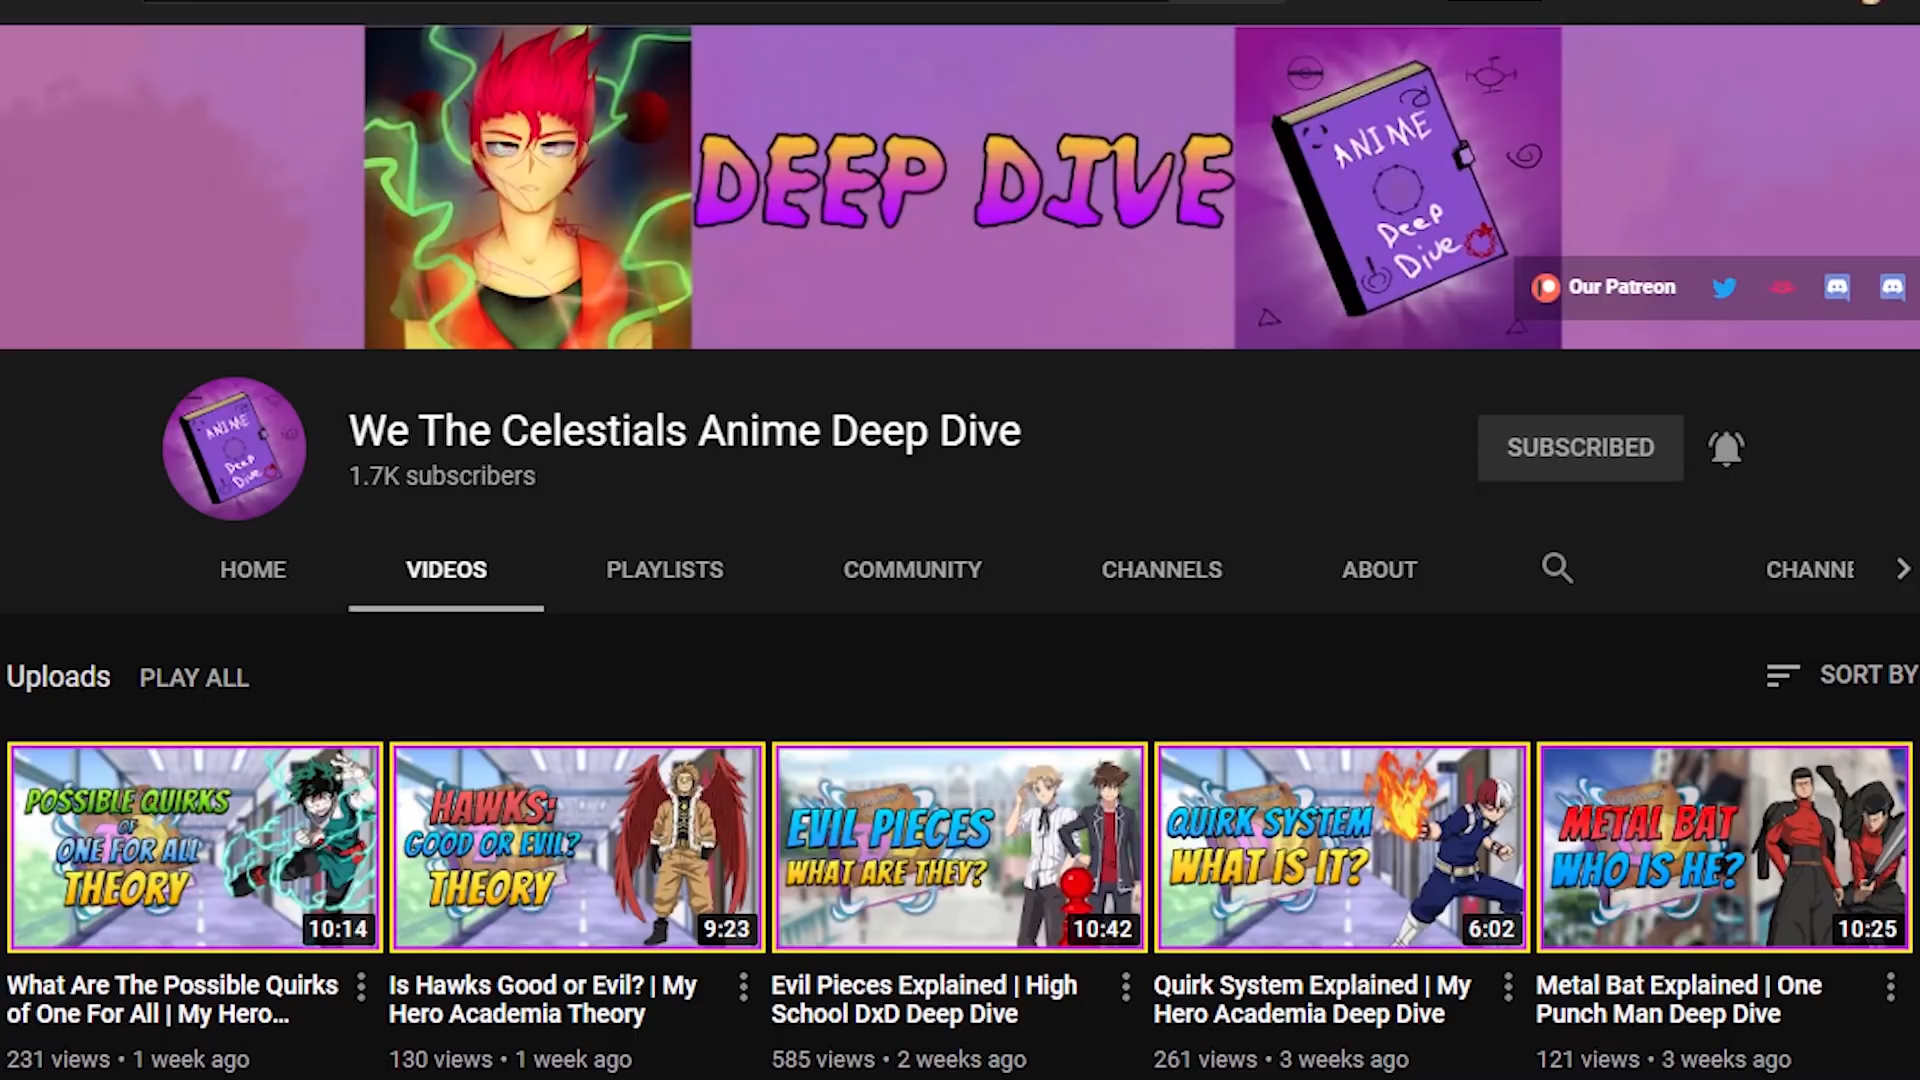 DEEP DIVE
ANIME
Deep
Dive
Our Patreon
ANIME
Deep
Dive
We The Celestials Anime Deep Dive
1.7K subscribers
SUBSCRIBED
HOME VIDEOS PLAYLISTS COMMUNITY CHANNELS ABOUT CHANNE
Uploads PLAY ALL SORT BY
POSSIBLE QUIRKS
OF
ONE FOR ALL
THEORY
10:14
HAWKS:
GOOD OR EVIL?
THEORY
9:23
EVIL PIECES
WHAT ARE THEY?
10:42
QUIRK SYSTEM
WHAT IS IT?
6:02
METAL BAT
WHO IS HE?
10:25
What Are The Possible Quirks
of One For All | My Hero...
231 views • 1 week ago
Is Hawks Good or Evil? | My
Hero Academia Theory
130 views • 1 week ago
Evil Pieces Explained | High
School DxD Deep Dive
585 views • 2 weeks ago
Quirk System Explained | My
Hero Academia Deep Dive
261 views • 3 weeks ago
Metal Bat Explained | One
Punch Man Deep Dive
121 views • 3 weeks ago